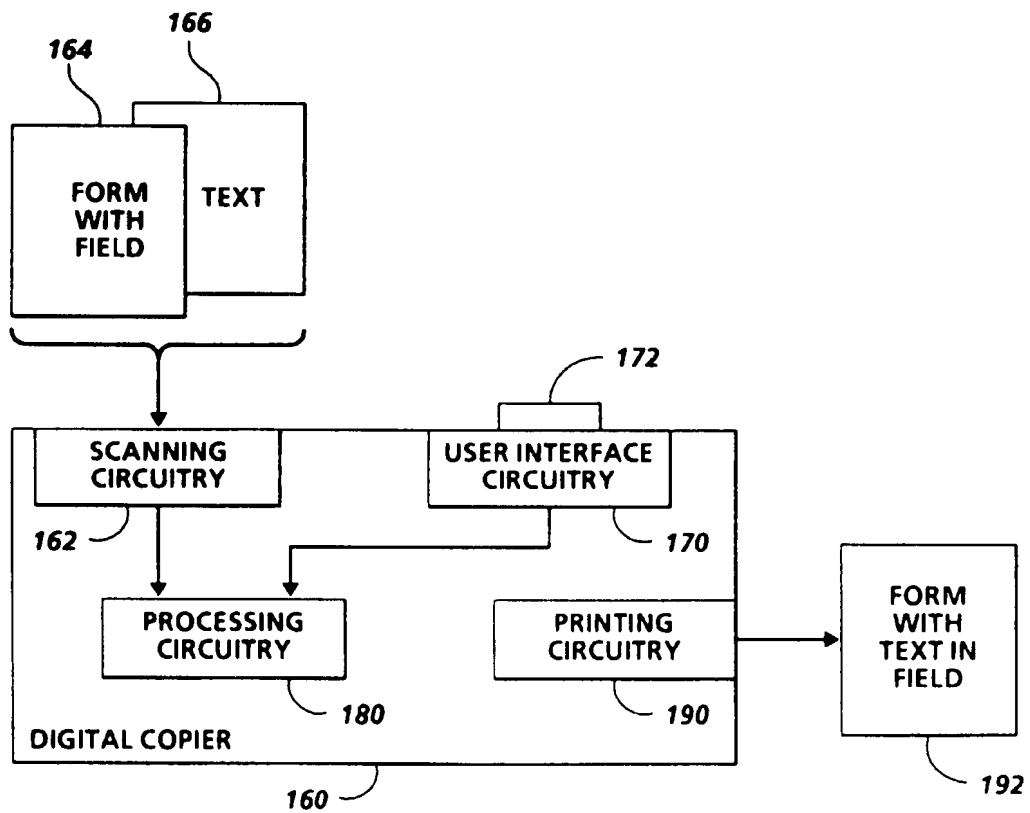 166
164
FORM
WITH
FIELD
TEXT
172
SCANNING
CIRCUITRY
USER INTERFACE
CIRCUITRY
162
170
PROCESSING
CIRCUITRY
PRINTING
CIRCUITRY
FORM
WITH
TEXT IN
FIELD
180
190
DIGITAL COPIER
192
160